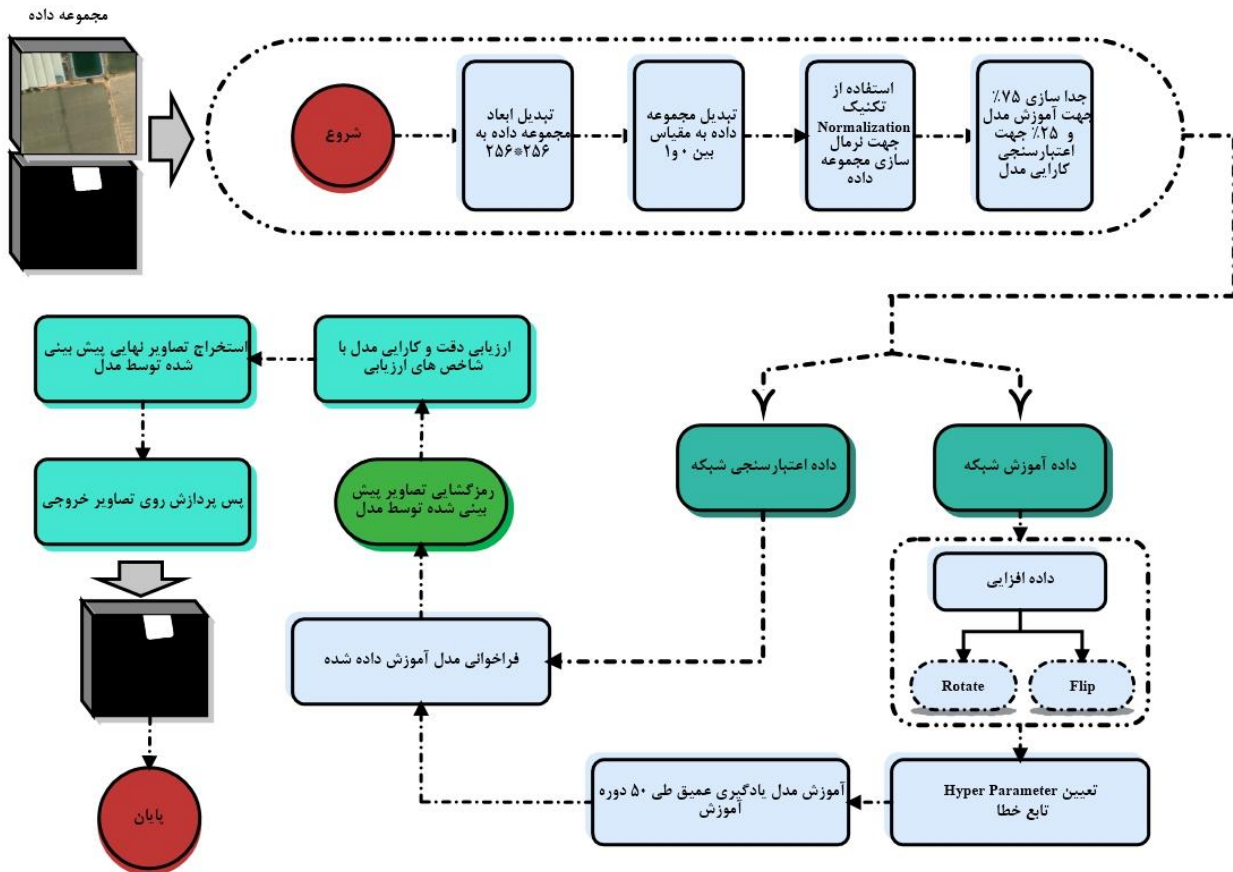 مجموعه داده
شروع
تبدیل ابعاد
مجموعه داده به
۲۵۶*۲۵۶
تبدیل مجموعه
داده به مقیاس
بین ۰ و۱
استفاده از
تکنیک
Normalization
جهت نرمال
سازی مجموعه
داده
جدا سازی ۷۵٪
جهت آموزش مدل
و ۲۵٪ جهت
اعتبارسنجی
کارایی مدل
داده آموزش شبکه
داده اعتبارسنجی شبکه
داده افزایی
Rotate
Flip
تعیین Hyper Parameter
تابع خطا
آموزش مدل یادگیری عمیق طی ۵۰ دوره
آموزش
فراخوانی مدل آموزش داده شده
رمزگشایی تصاویر پیش
بینی شده توسط مدل
ارزیابی دقت و کارایی مدل با
شاخص های ارزیابی
استخراج تصاویر نهایی پیش بینی
شده توسط مدل
پس پردازش روی تصاویر خروجی
پایان